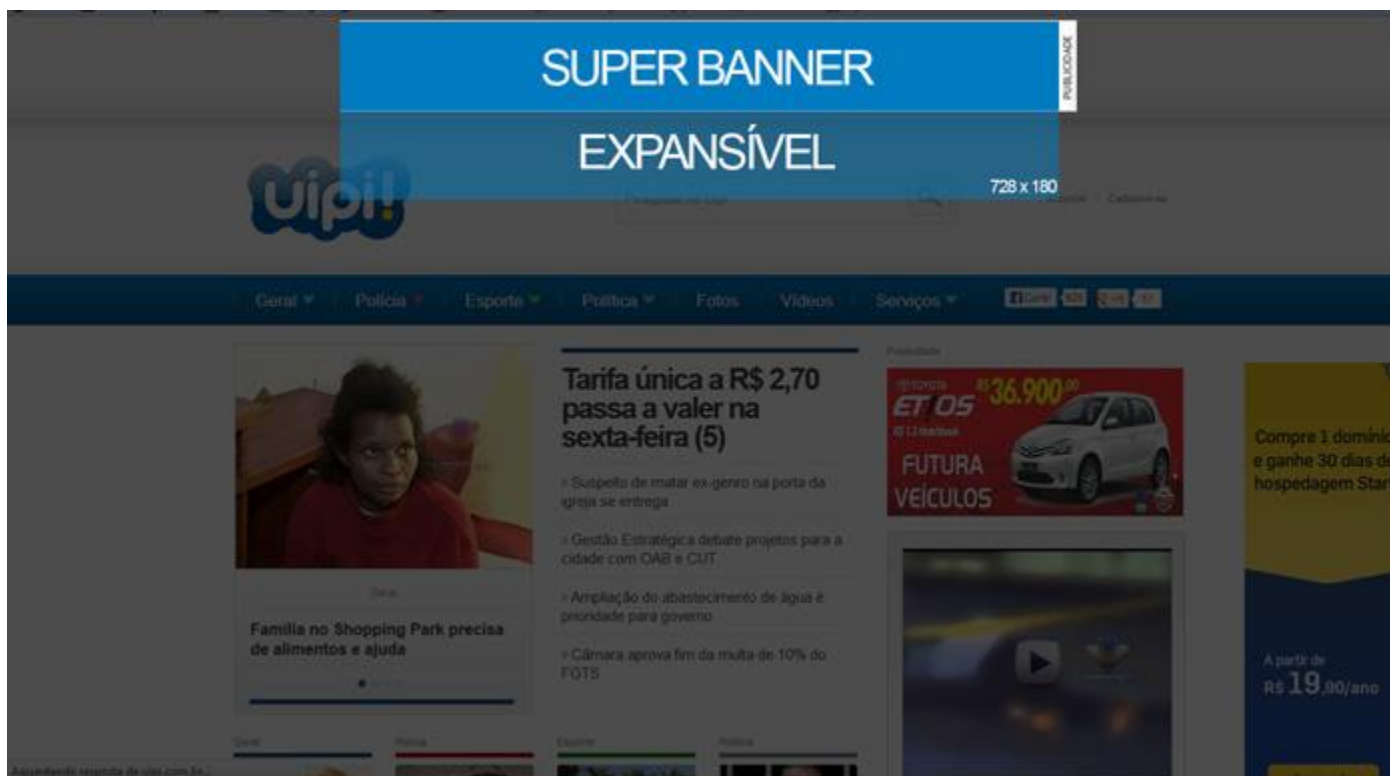 SUPER BANNER
PUBLICIDADE
EXPANSÍVEL
728 x 180
uipi!
Cadastre-se
Geral
Polícia
Esporte
Política
Fotos
Vídeos
Serviços
Publicidade
Tarifa única a R$ 2,70
passa a valer na
sexta-feira (5)
Suspeito de matar ex-genro na porta da
igreja se entrega
Gestão Estratégica debate projetos para a
cidade com OAB e CUT
Ampliação do abastecimento de água é
prioridade para governo
Câmara aprova fim da multa de 10% do
FGTS
Geral
Família no Shopping Park precisa
de alimentos e ajuda
TOYOTA
R$ 36.900,00
ETIOS
FUTURA
VEÍCULOS
Compre 1 domínio
e ganhe 30 dias de
hospedagem Star
A partir de
R$ 19,90/ano
Geral
Polícia
Esporte
Política